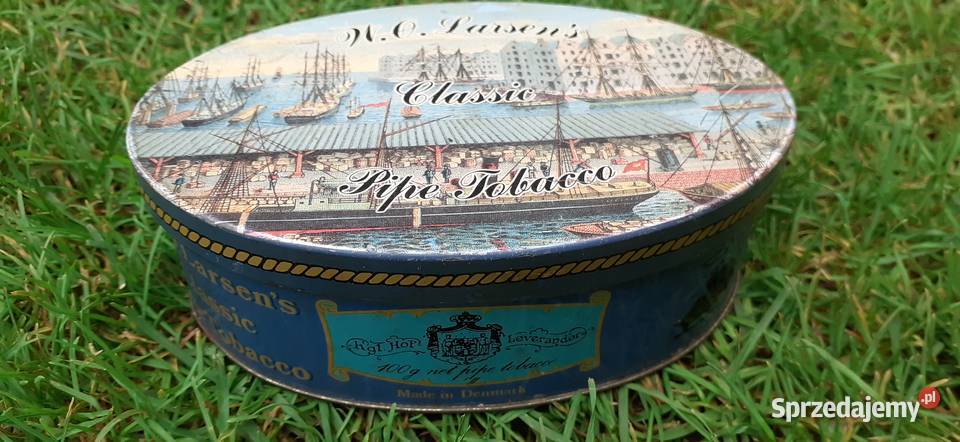 W.O. Larsen's
Classic
Pipe Tobacco
Larsen's
Classic
Tobacco
Kgl. Hof Leverandør
100g net pipe tobacco
Made in Denmark
Sprzedajemy.pl